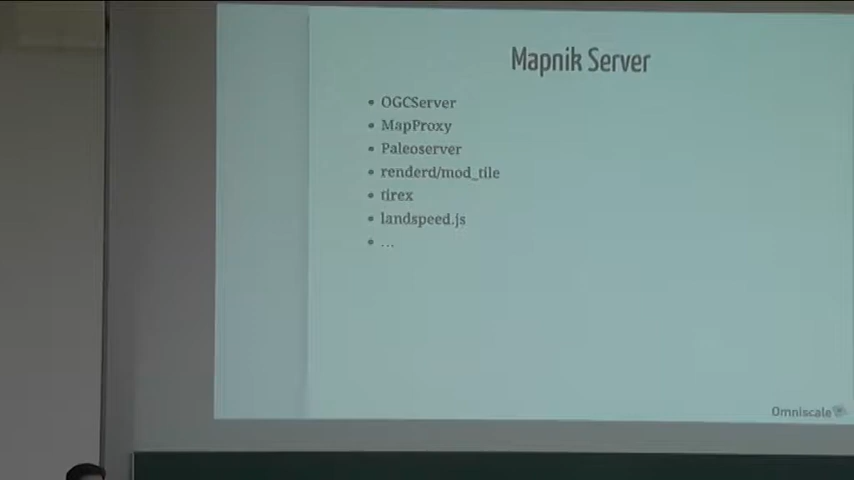 Mapnik Server
• OGCServer
• MapProxy
• Paleoserver
• renderd/mod_tile
• tirex
• landspeed.js
• ...
Omniscale